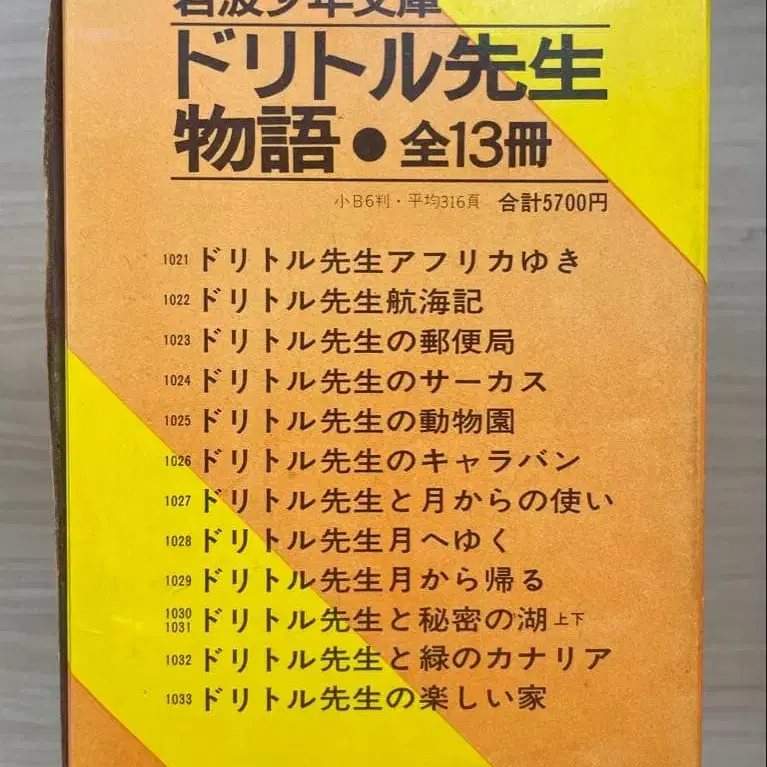 岩波少年文庫
ドリトル先生
物語●全13冊
小B6判・平均316頁 合計5700円
1021 ドリトル先生アフリカゆき
1022 ドリトル先生航海記
1023 ドリトル先生の郵便局
1024 ドリトル先生のサーカス
1025 ドリトル先生の動物園
1026 ドリトル先生のキャラバン
1027 ドリトル先生と月からの使い
1028 ドリトル先生月へゆく
1029 ドリトル先生月から帰る
1030 1031 ドリトル先生と秘密の湖 上下
1032 ドリトル先生と緑のカナリア
1033 ドリトル先生の楽しい家